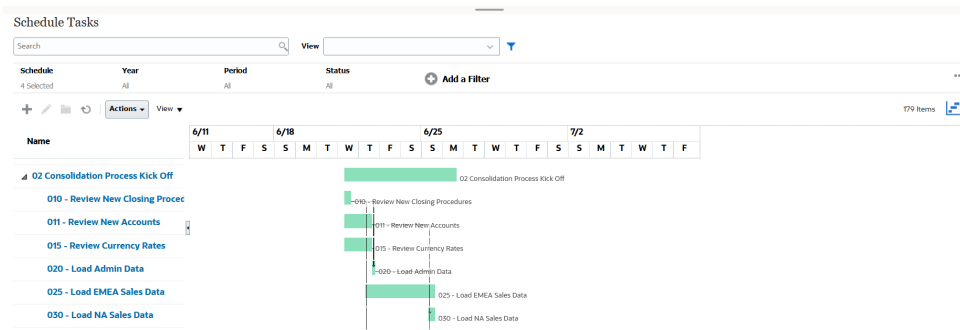 Schedule Tasks
Search
View
Schedule Year Period Status
4 Selected All All All
Add a Filter
Actions View
179 Items
Name
6/11 6/18 6/25 7/2
W T F S S M T W T F S S M T W T F S S M T W T F
02 Consolidation Process Kick Off
02 Consolidation Process Kick Off
010 - Review New Closing Proced
010 - Review New Closing Procedures
011 - Review New Accounts
011 - Review New Accounts
015 - Review Currency Rates
015 - Review Currency Rates
020 - Load Admin Data
020 - Load Admin Data
025 - Load EMEA Sales Data
025 - Load EMEA Sales Data
030 - Load NA Sales Data
030 - Load NA Sales Data